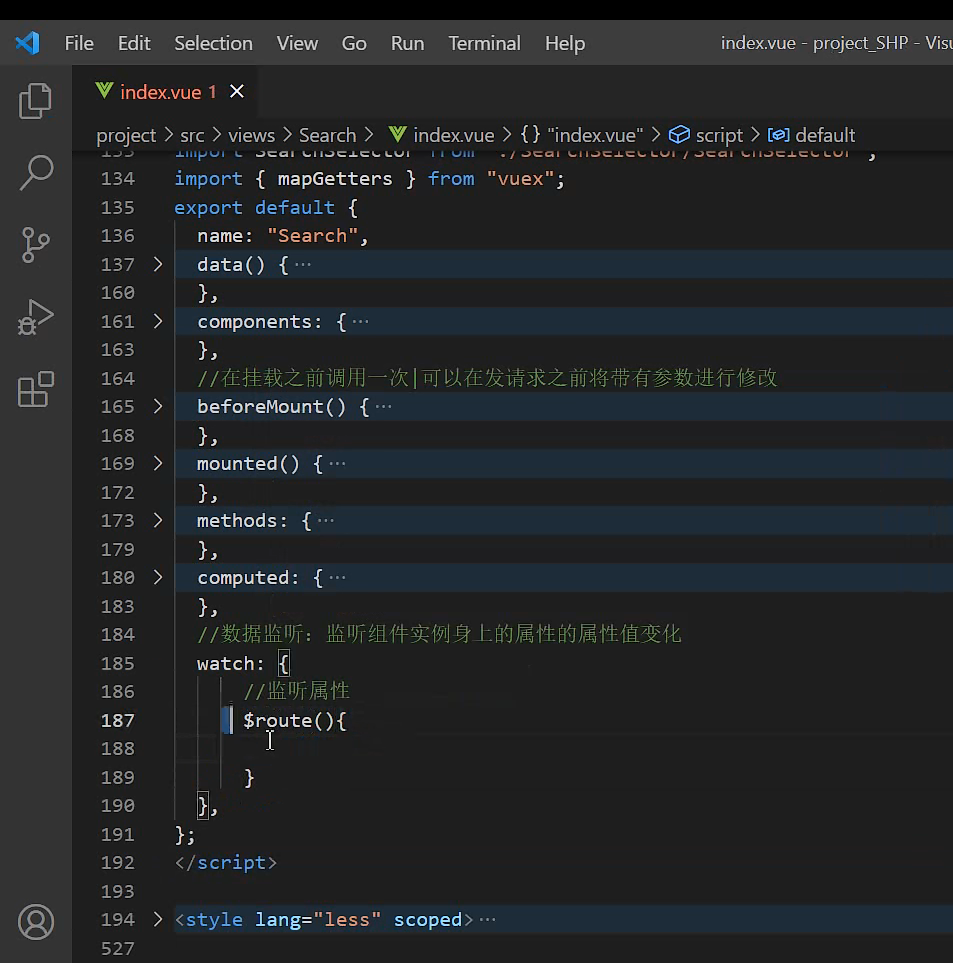 File Edit Selection View Go Run Terminal Help index.vue - project_SHP - Visu
index.vue 1
project > src > views > Search > index.vue > {} "index.vue" > script > default
133 import SearchSelector from "./SearchSelector/SearchSelector";
134 import { mapGetters } from "vuex";
135 export default {
136 name: "Search",
137 data() { ···
160 },
161 components: { ···
163 },
164 //在挂载之前调用一次|可以在发请求之前将带有参数进行修改
165 beforeMount() { ···
168 },
169 mounted() { ···
172 },
173 methods: { ···
179 },
180 computed: { ···
183 },
184 //数据监听：监听组件实例身上的属性的属性值变化
185 watch: {
186 //监听属性
187 $route(){
188
189 }
190 },
191 };
192 </script>
193
194 <style lang="less" scoped> ···
527